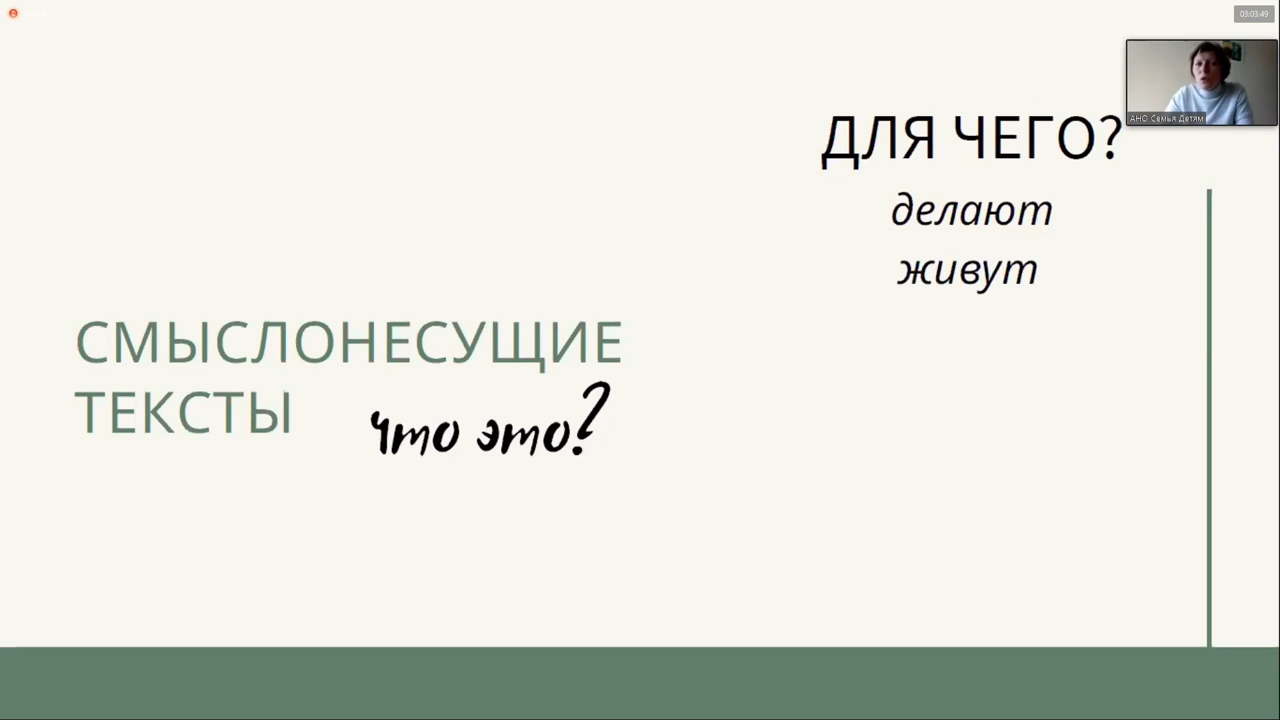 03:03:49
АНО Семья Детям
ДЛЯ ЧЕГО?
делают
живут
СМЫСЛОНЕСУЩИЕ
ТЕКСТЫ
что это?